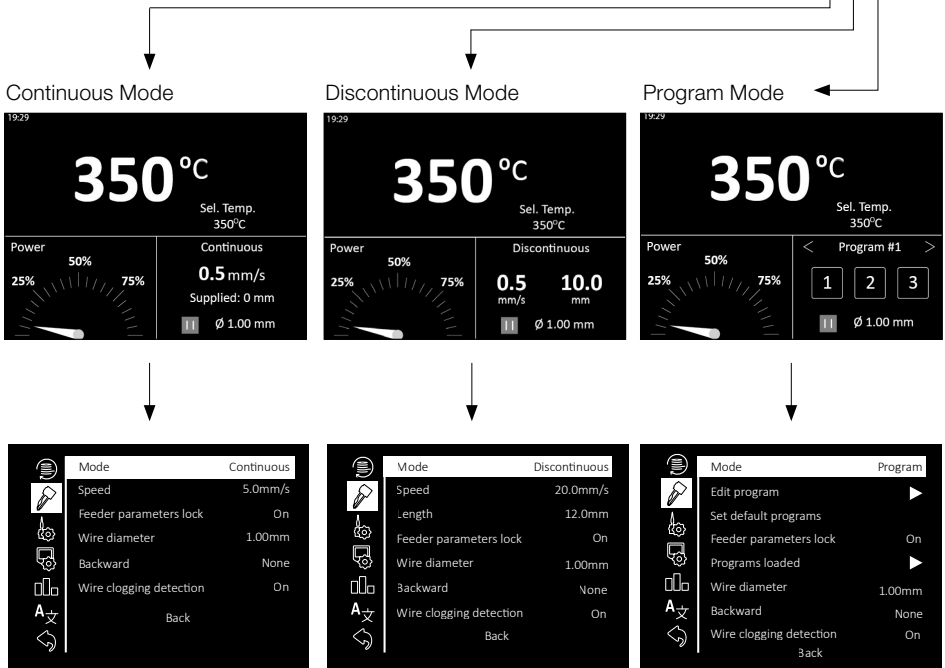 Continuous Mode
19:29
350°C
Sel. Temp.
350°C
Power
25%
50%
75%
Continuous
0.5 mm/s
Supplied: 0 mm
Ø 1.00 mm
Discontinuous Mode
19:29
350°C
Sel. Temp.
350°C
Power
25%
50%
75%
Discontinuous
0.5 10.0
mm/s mm
Ø 1.00 mm
Program Mode
19:29
350°C
Sel. Temp.
350°C
Power
25%
50%
75%
< Program #1 >
1 2 3
Ø 1.00 mm
Mode Continuous
Speed 5.0mm/s
Feeder parameters lock On
Wire diameter 1.00mm
Backward None
Wire clogging detection On
A文
Back
Mode Discontinuous
Speed 20.0mm/s
Length 12.0mm
Feeder parameters lock On
Wire diameter 1.00mm
Backward None
A文
Wire clogging detection On
Back
Mode Program
Edit program
Set default programs
Feeder parameters lock On
Programs loaded
Wire diameter 1.00mm
A文
Backward None
Wire clogging detection On
Back